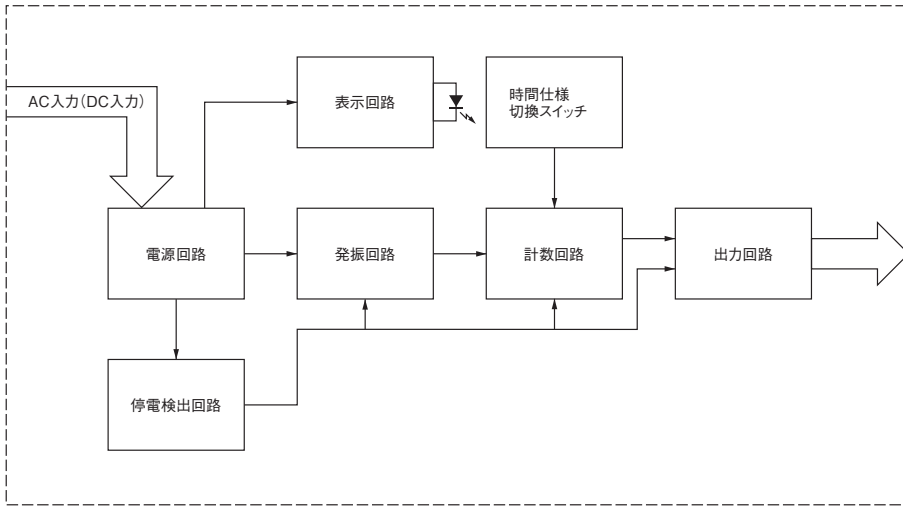 AC入力(DC入力)
表示回路
時間仕様
切換スイッチ
電源回路
発振回路
計数回路
出力回路
停電検出回路